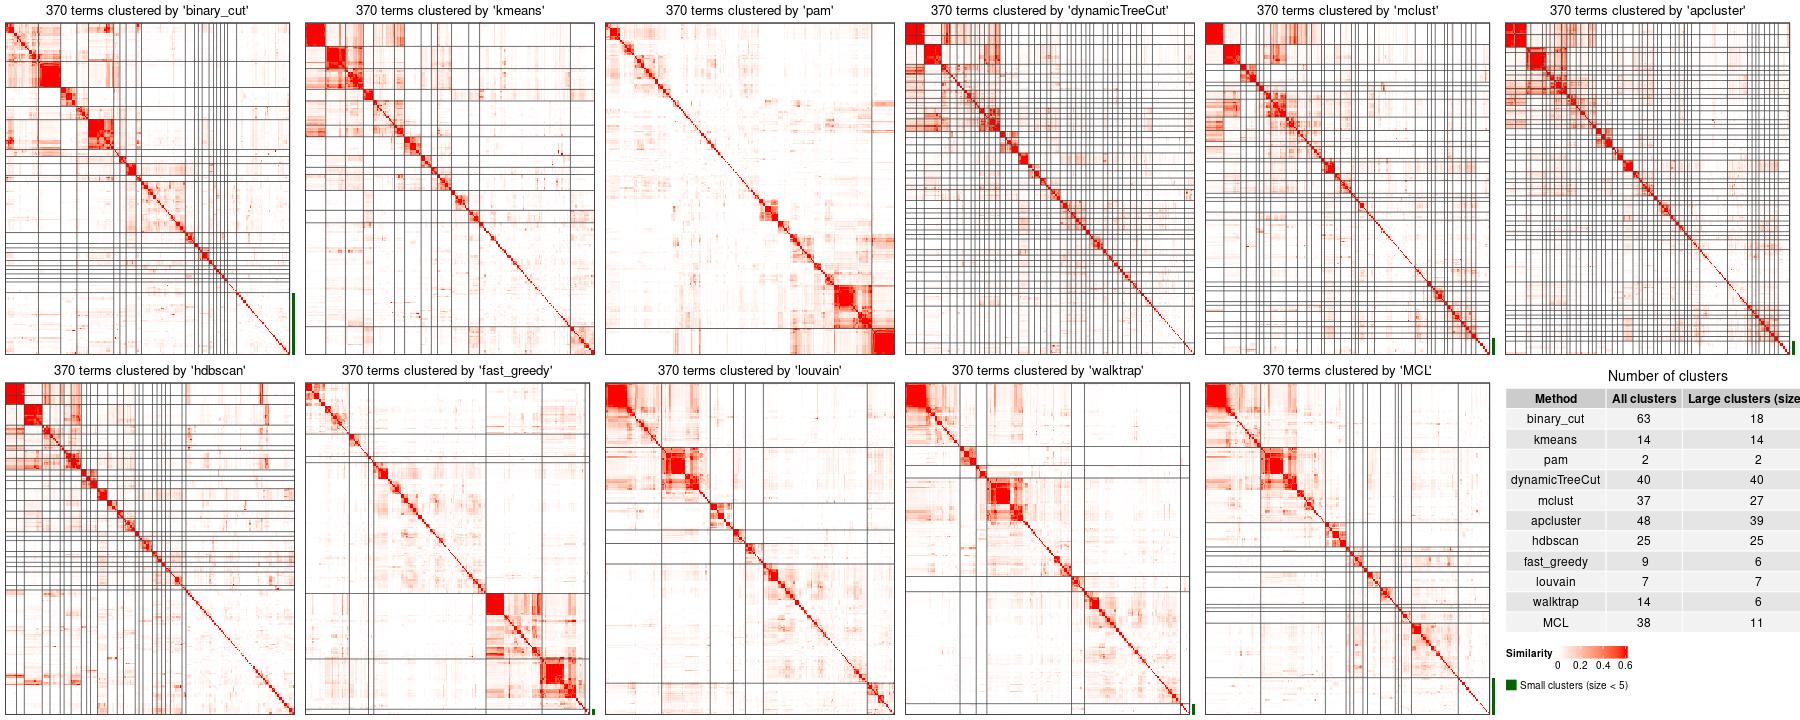 370 terms clustered by 'binary_cut'
370 terms clustered by 'kmeans'
370 terms clustered by 'pam'
370 terms clustered by 'dynamicTreeCut'
370 terms clustered by 'mclust'
370 terms clustered by 'apcluster'
370 terms clustered by 'hdbscan'
370 terms clustered by 'fast_greedy'
370 terms clustered by 'louvain'
370 terms clustered by 'walktrap'
370 terms clustered by 'MCL'
Number of clusters
Method All clusters Large clusters (size
binary_cut 63 18
kmeans 14 14
pam 2 2
dynamicTreeCut 40 40
mclust 37 27
apcluster 48 39
hdbscan 25 25
fast_greedy 9 6
louvain 7 7
walktrap 14 6
MCL 38 11
Similarity
0 0.2 0.4 0.6
Small clusters (size < 5)